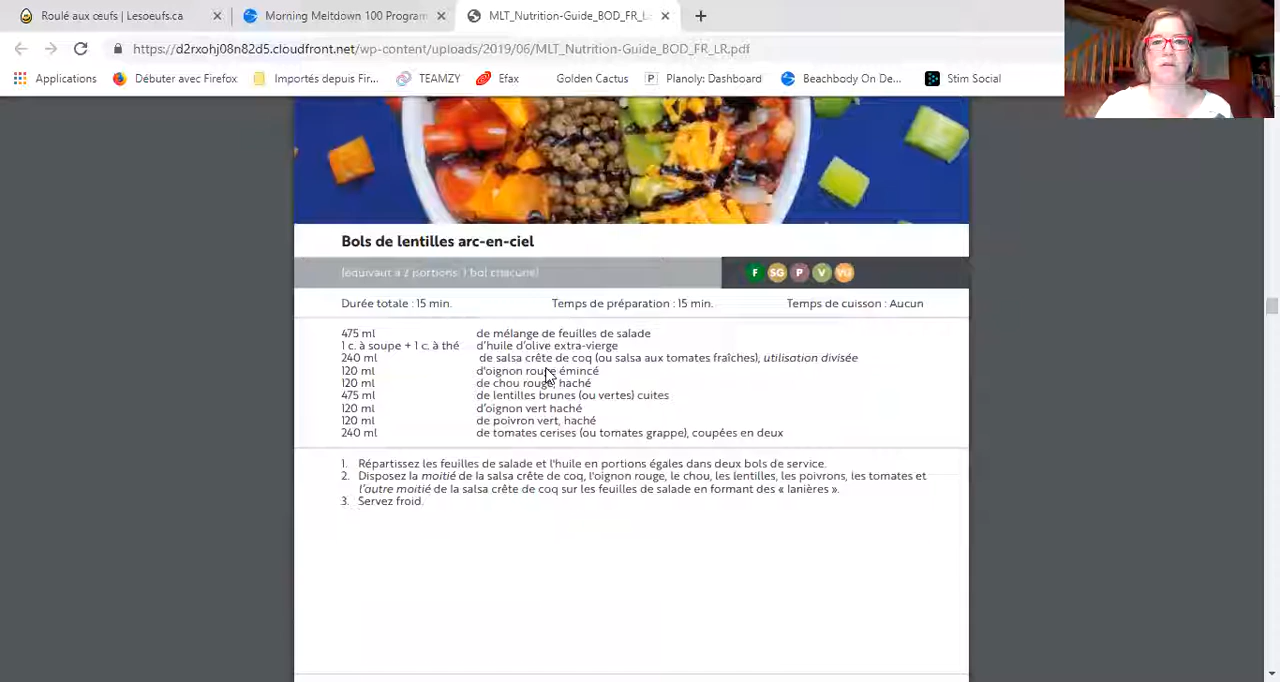 Roulé aux œufs | Lesoeufs.ca
Morning Meltdown 100 Program
MLT_Nutrition-Guide_BOD_FR_L
https://d2rxohj08n82d5.cloudfront.net/wp-content/uploads/2019/06/MLT_Nutrition-Guide_BOD_FR_LR.pdf
Applications Débuter avec Firefox Importés depuis Fir... TEAMZY Efax Golden Cactus Planoly: Dashboard Beachbody On De... Stim Social
Bols de lentilles arc-en-ciel
(équivaut à 2 portions, 1 bol chacune)
F SG P V VG
Durée totale : 15 min. Temps de préparation : 15 min. Temps de cuisson : Aucun
475 ml de mélange de feuilles de salade
1 c. à soupe + 1 c. à thé d'huile d'olive extra-vierge
240 ml de salsa crête de coq (ou salsa aux tomates fraîches), utilisation divisée
120 ml d'oignon rouge émincé
120 ml de chou rouge, haché
475 ml de lentilles brunes (ou vertes) cuites
120 ml d'oignon vert haché
120 ml de poivron vert, haché
240 ml de tomates cerises (ou tomates grappe), coupées en deux
1. Répartissez les feuilles de salade et l'huile en portions égales dans deux bols de service.
2. Disposez la moitié de la salsa crête de coq, l'oignon rouge, le chou, les lentilles, les poivrons, les tomates et
l'autre moitié de la salsa crête de coq sur les feuilles de salade en formant des « lanières ».
3. Servez froid.